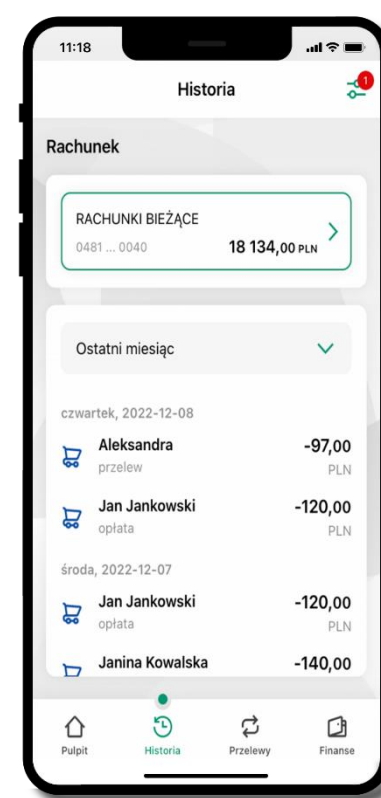 11:18
Historia
1
Rachunek
RACHUNKI BIEŻĄCE
0481 ... 0040 18 134,00 PLN
Ostatni miesiąc
czwartek, 2022-12-08
Aleksandra -97,00
przelew PLN
Jan Jankowski -120,00
opłata PLN
środa, 2022-12-07
Jan Jankowski -120,00
opłata PLN
Janina Kowalska -140,00
Pulpit Historia Przelewy Finanse